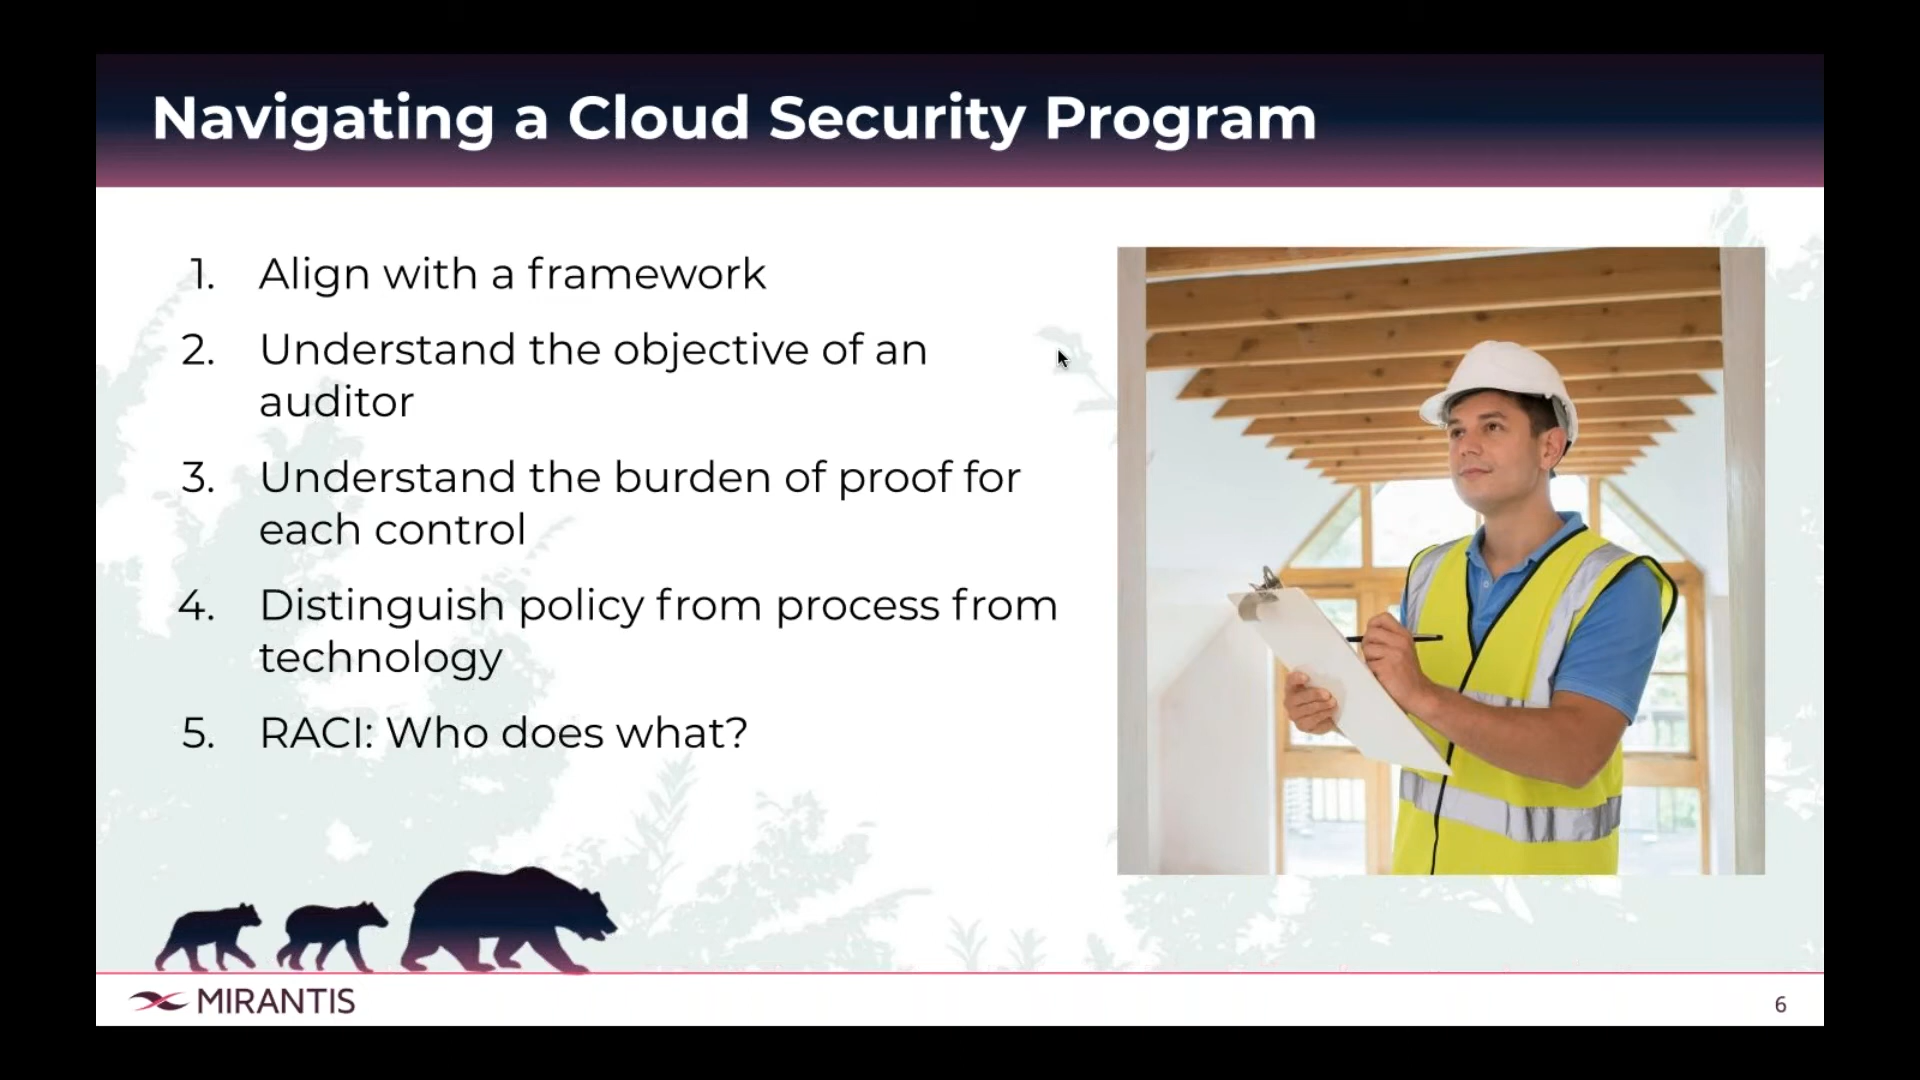 Navigating a Cloud Security Program
1. Align with a framework
2. Understand the objective of an
auditor
3. Understand the burden of proof for
each control
4. Distinguish policy from process from
technology
5. RACI: Who does what?
MIRANTIS
6